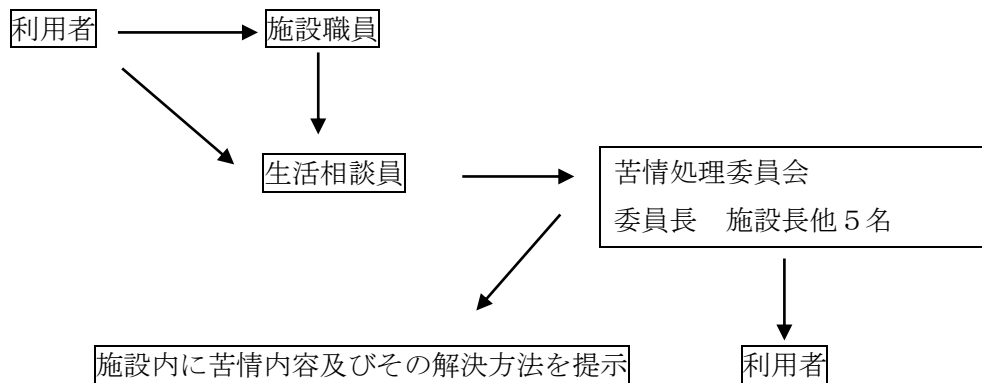 利用者
施設職員
生活相談員
苦情処理委員会
委員長　施設長他５名
施設内に苦情内容及びその解決方法を提示
利用者